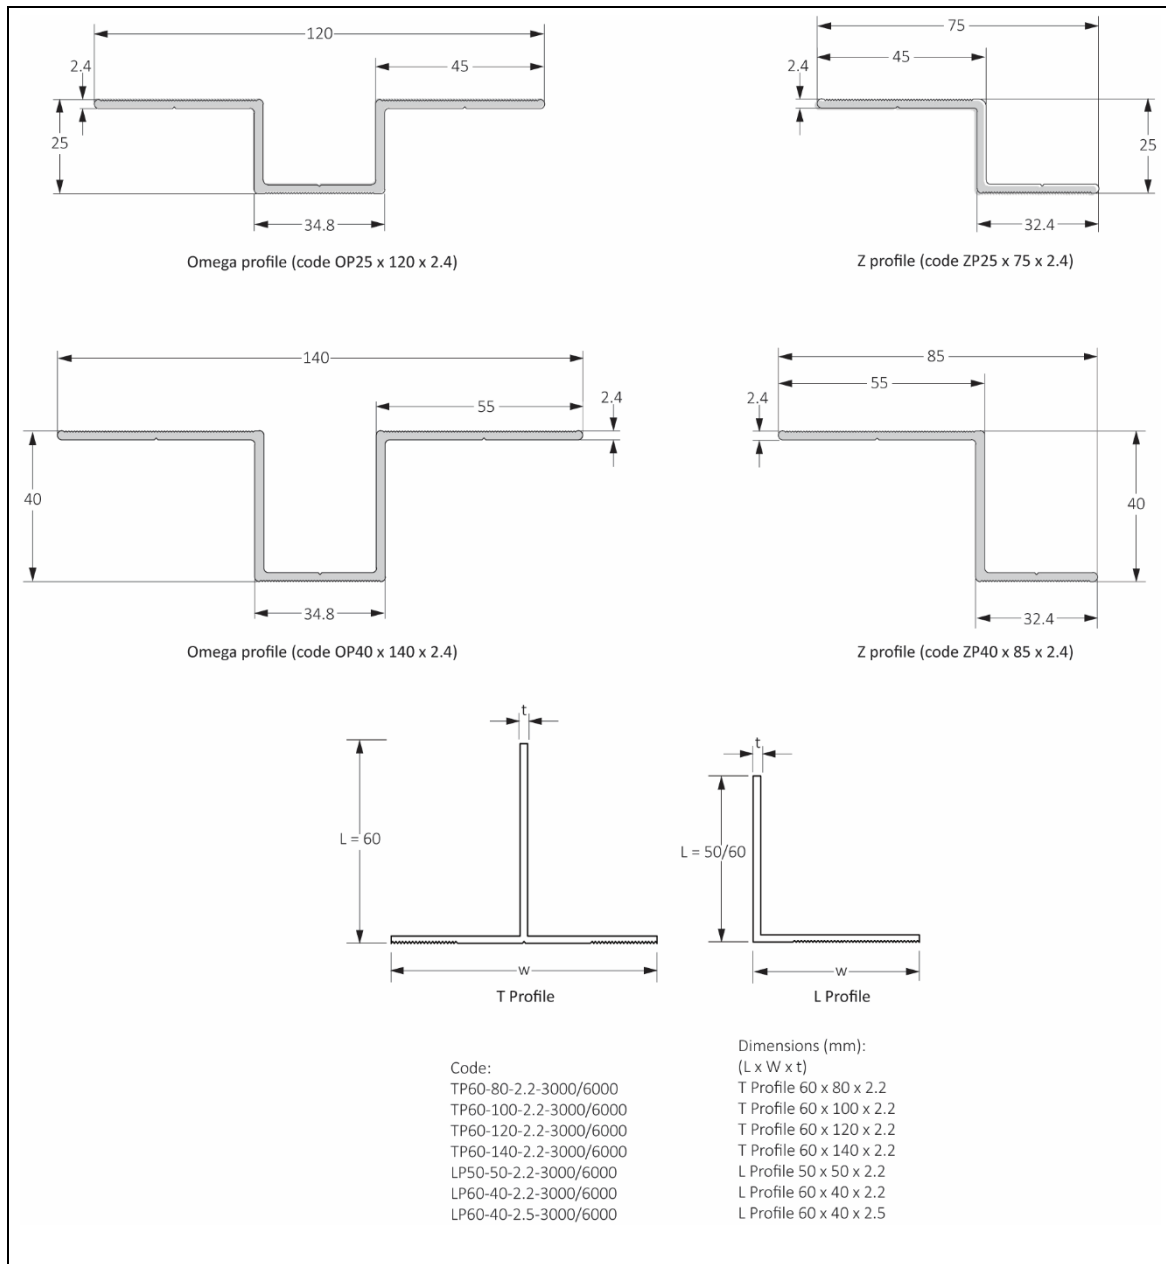 120
75
45
45
2.4
2.4
25
25
34.8
32.4
Omega profile (code OP25 x 120 x 2.4)
Z profile (code ZP25 x 75 x 2.4)
140
85
55
55
2.4
2.4
40
40
34.8
32.4
Omega profile (code OP40 x 140 x 2.4)
Z profile (code ZP40 x 85 x 2.4)
t
t
L = 60
L = 50/60
w
w
T Profile
L Profile
Code:
TP60-80-2.2-3000/6000
TP60-100-2.2-3000/6000
TP60-120-2.2-3000/6000
TP60-140-2.2-3000/6000
LP50-50-2.2-3000/6000
LP60-40-2.2-3000/6000
LP60-40-2.5-3000/6000
Dimensions (mm):
(L x W x t)
T Profile 60 x 80 x 2.2
T Profile 60 x 100 x 2.2
T Profile 60 x 120 x 2.2
T Profile 60 x 140 x 2.2
L Profile 50 x 50 x 2.2
L Profile 60 x 40 x 2.2
L Profile 60 x 40 x 2.5